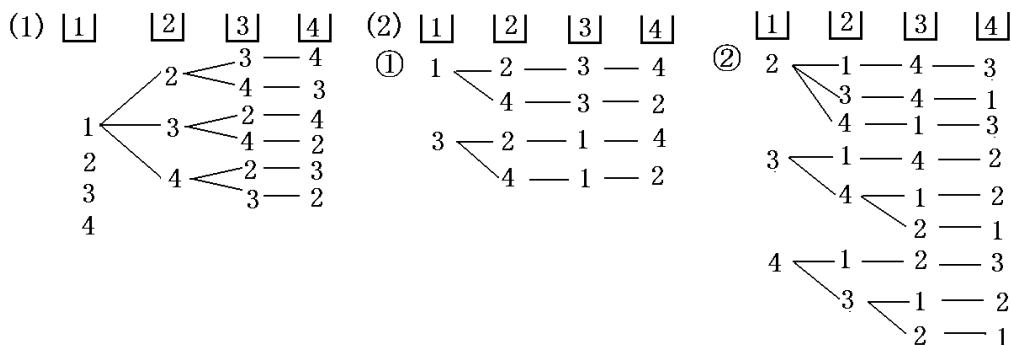 (1) 1 2 3 4
1 2 3 4
4 3
3 2 4
4 2
4 2 3
3 2
2
3
4
(2) 1 2 3 4
① 1 2 3 4
4 3 2
3 2 1 4
4 1 2
1 2 3 4
② 2 1 4 3
3 4 1
4 1 3
3 1 4 2
4 1 2
2 1
4 1 2 3
3 1 2
2 1